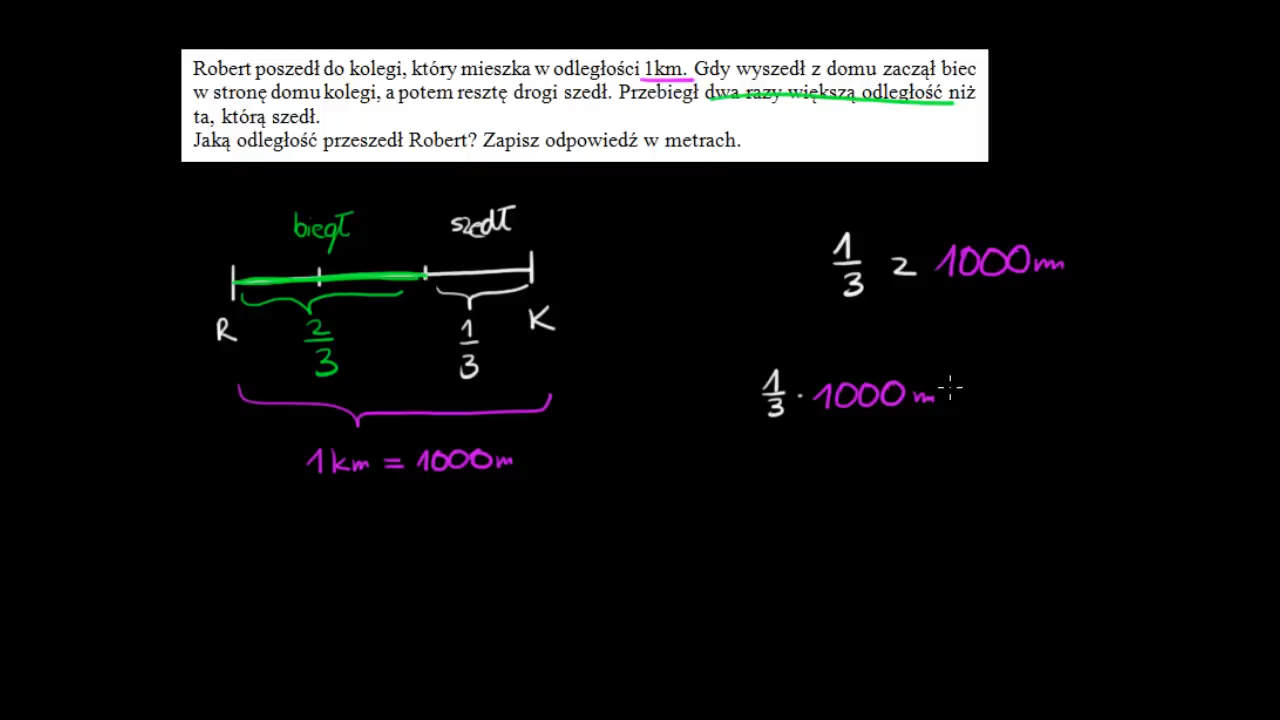 Robert poszedł do kolegi, który mieszka w odległości 1km. Gdy wyszedł z domu zaczął biec
w stronę domu kolegi, a potem resztę drogi szedł. Przebiegł dwa razy większą odległość niż
ta, którą szedł.
Jaką odległość przeszedł Robert? Zapisz odpowiedź w metrach.
biegł szedł
R 2/3 1/3 K
1km = 1000m
1/3 z 1000m
1/3 · 1000m